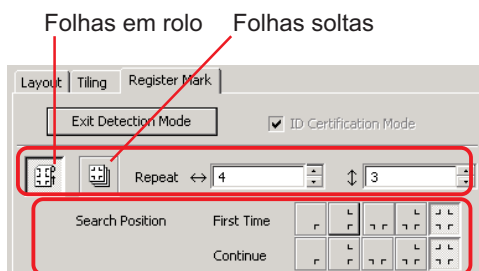 Folhas em rolo Folhas soltas
Layout Tiling Register Mark
Exit Detection Mode ID Certification Mode
Repeat ↔ 4 ↕ 3
Search Position First Time
Continue